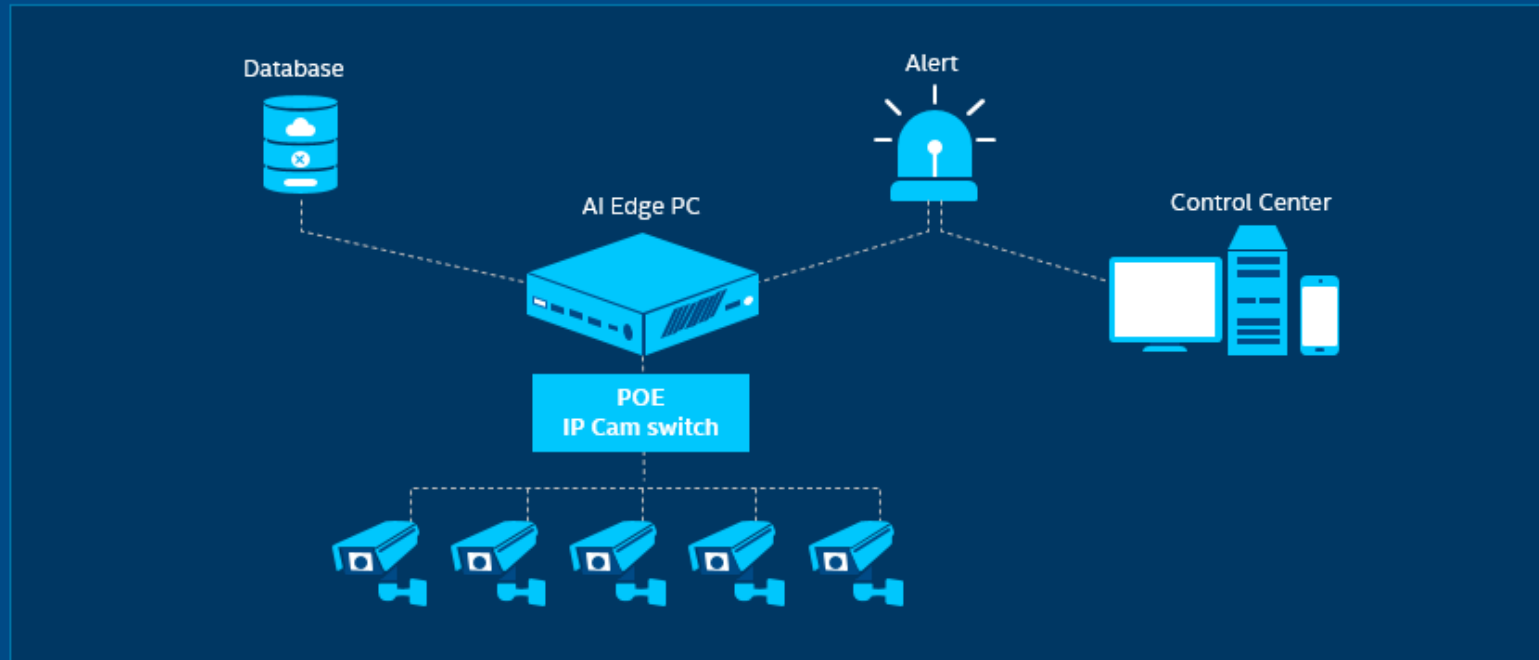 Database
Alert
AI Edge PC
Control Center
POE
IP Cam switch